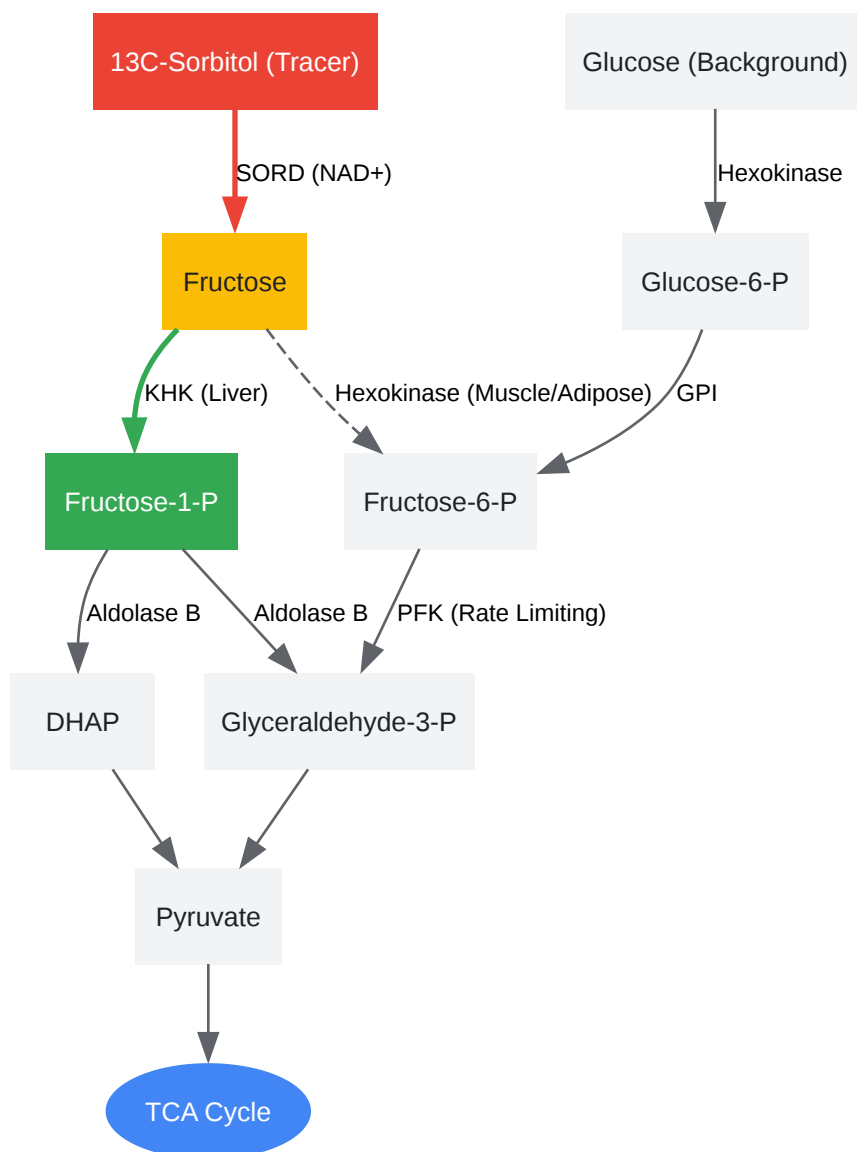 13C-Sorbitol (Tracer)
Glucose (Background)
SORD (NAD+)
Hexokinase
Fructose
Glucose-6-P
KHK (Liver)
Hexokinase (Muscle/Adipose)
GPI
Fructose-1-P
Fructose-6-P
Aldolase B
Aldolase B
PFK (Rate Limiting)
DHAP
Glyceraldehyde-3-P
Pyruvate
TCA Cycle